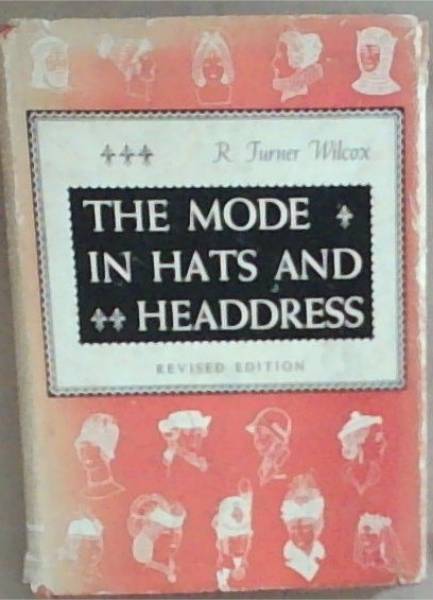 R Turner Wilcox
THE MODE
IN HATS AND
HEADDRESS
REVISED EDITION